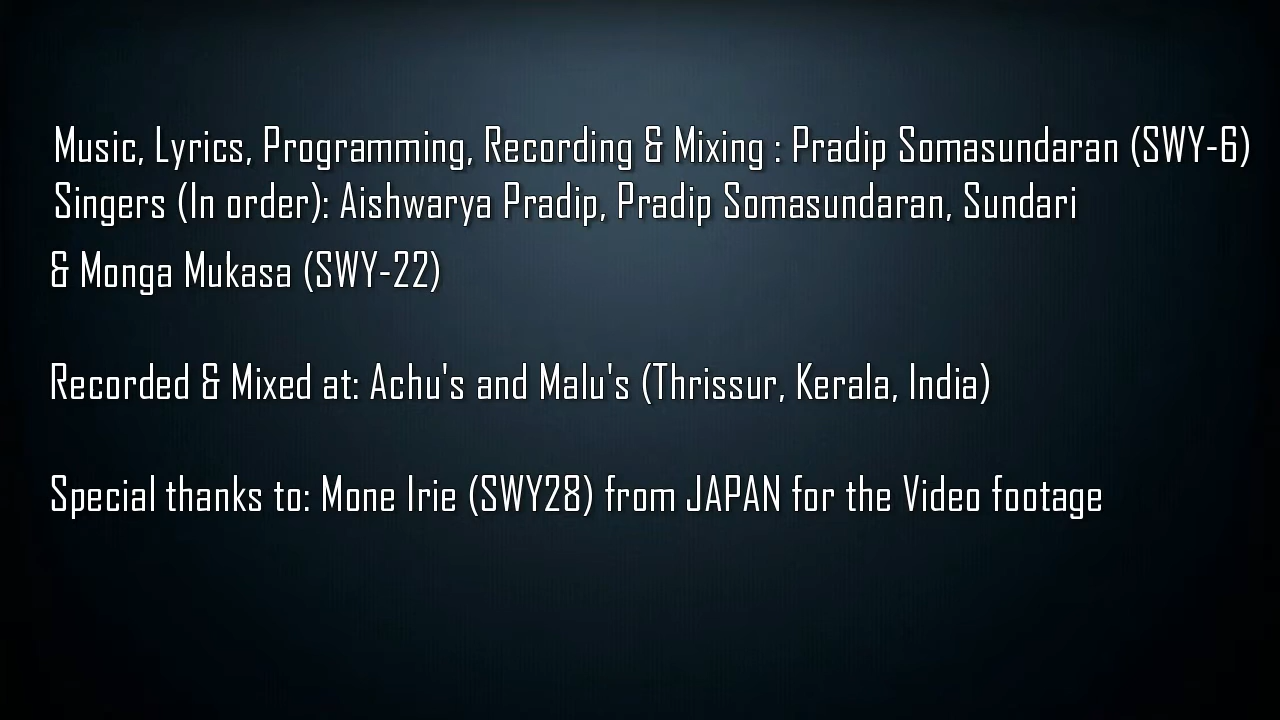 Music, Lyrics, Programming, Recording & Mixing : Pradip Somasundaran (SWY-6)
Singers (In order): Aishwarya Pradip, Pradip Somasundaran, Sundari
& Monga Mukasa (SWY-22)
Recorded & Mixed at: Achu's and Malu's (Thrissur, Kerala, India)
Special thanks to: Mone Irie (SWY28) from JAPAN for the Video footage